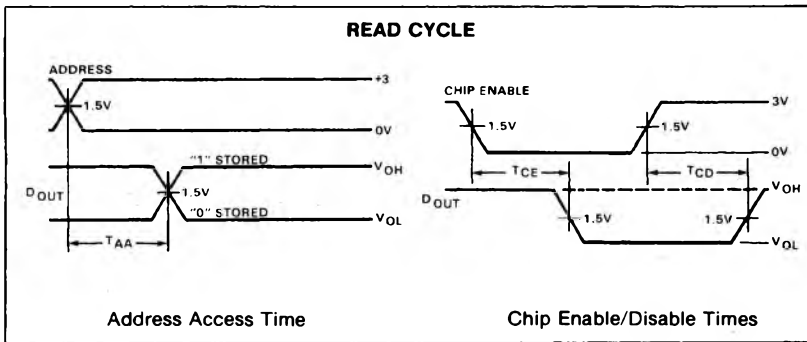 READ CYCLE
ADDRESS
+3
1.5V
0V
"1" STORED
VOH
DOUT
1.5V
"0" STORED
VOL
TAA
Address Access Time
CHIP ENABLE
3V
1.5V
1.5V
0V
TCE
TCD
VOH
DOUT
1.5V
1.5V
VOL
Chip Enable/Disable Times